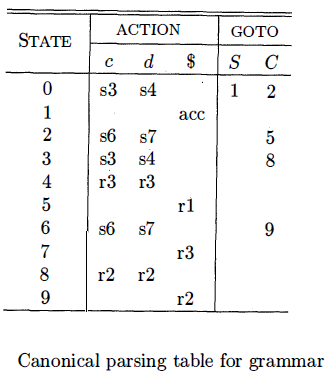 STATE ACTION GOTO
c d $ S C
0 s3 s4 1 2
1 acc
2 s6 s7 5
3 s3 s4 8
4 r3 r3
5 r1
6 s6 s7 9
7 r3
8 r2 r2
9 r2
Canonical parsing table for grammar